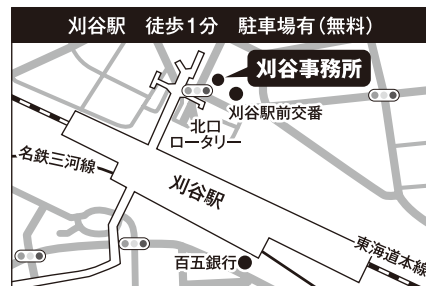 刈谷駅 徒歩1分 駐車場有(無料)
刈谷事務所
刈谷駅前交番
北口
ロータリー
名鉄三河線
刈谷駅
東海道本線
百五銀行